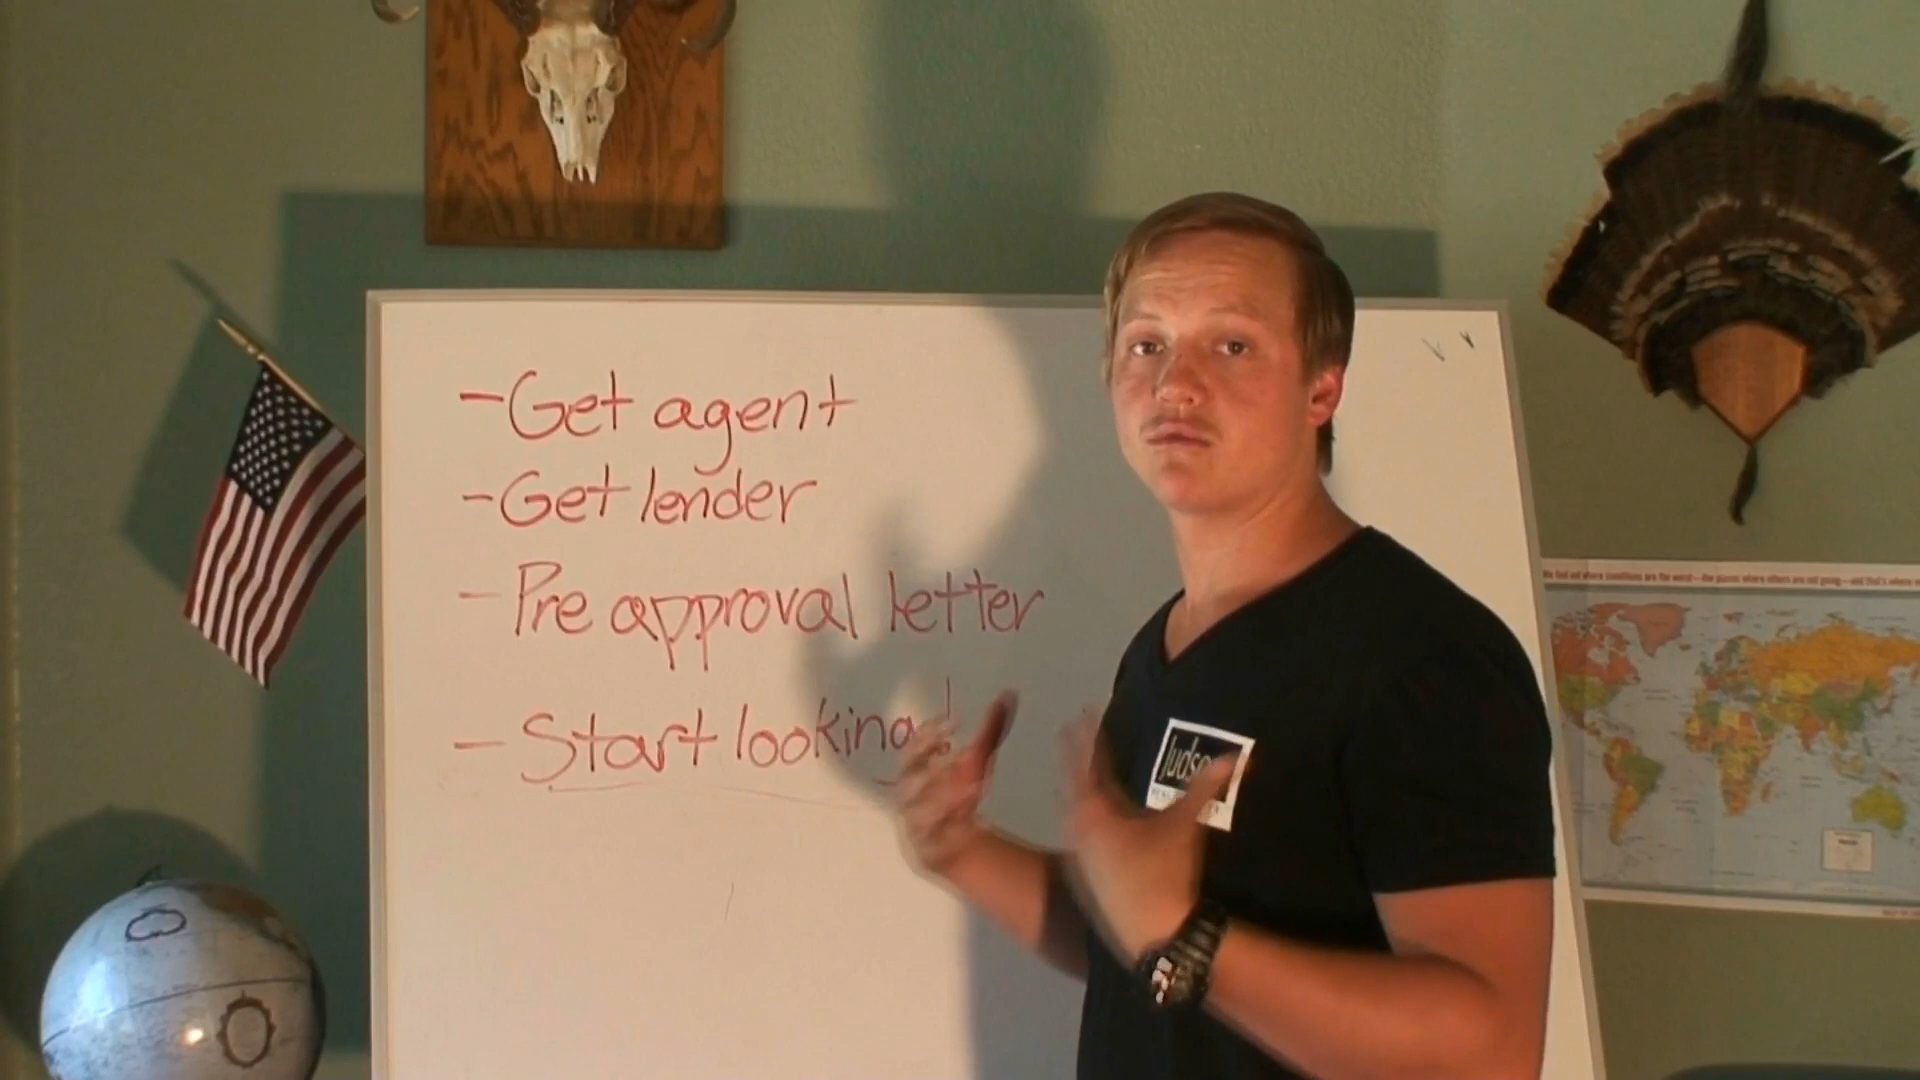 -Get agent
-Get lender
- Pre approval letter
- Start looking!